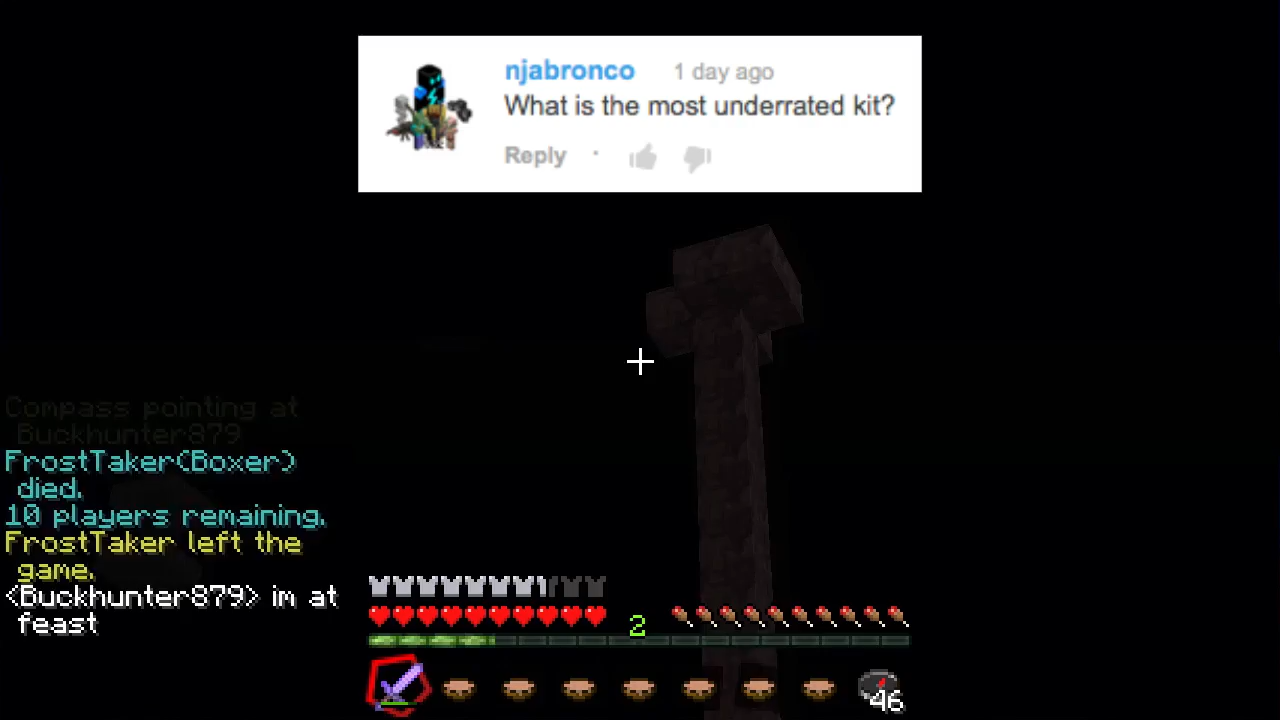 njabronco 1 day ago
What is the most underrated kit?
Reply ·
Compass pointing at
Buckhunter879
FrostTaker(Boxer)
died.
10 players remaining.
FrostTaker left the
game.
<Buckhunter879> im at
feast
2
46